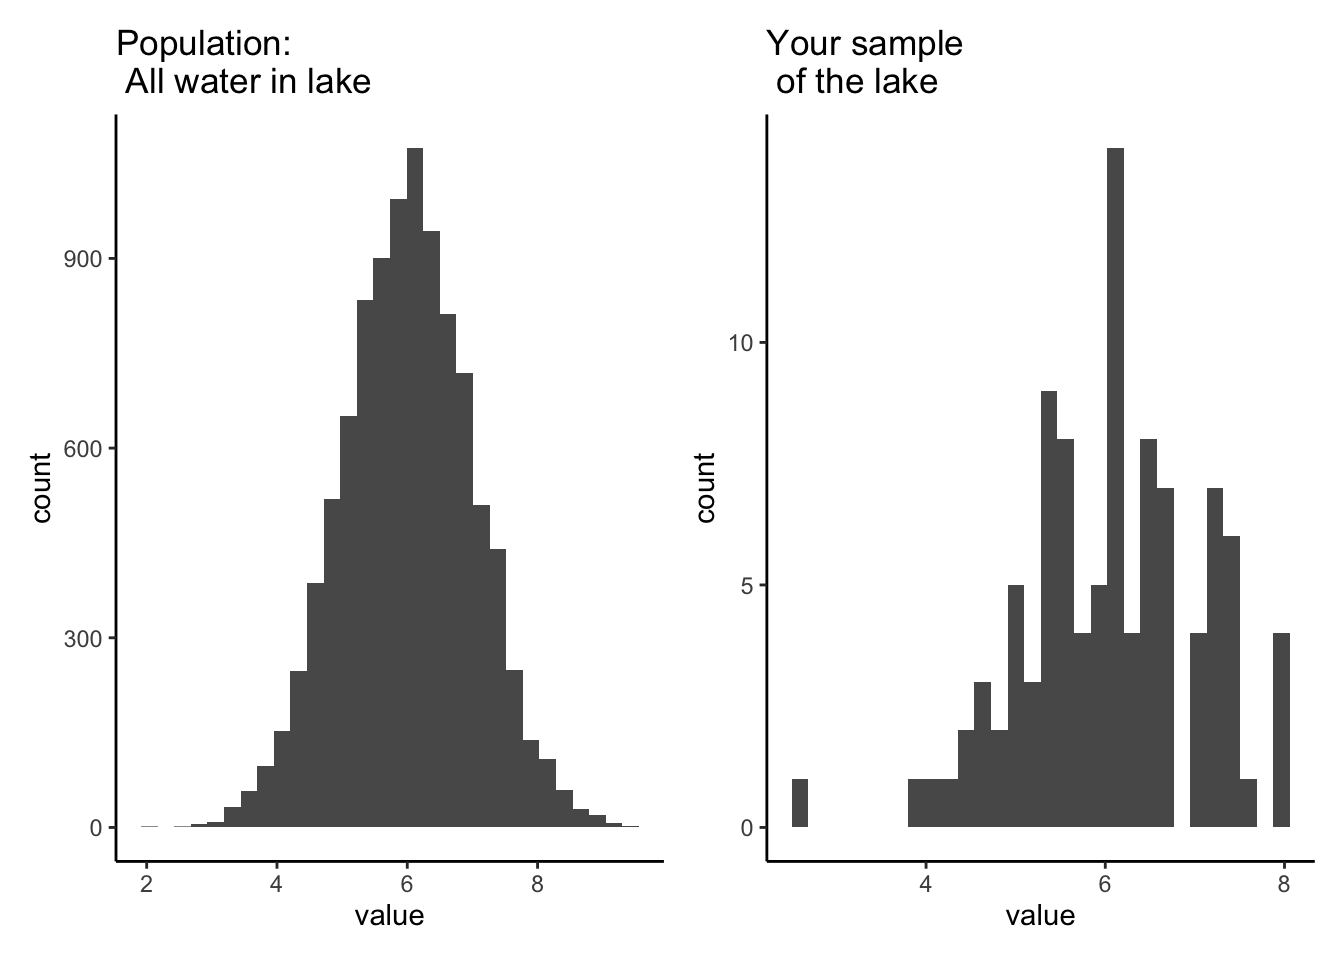 Population:
All water in lake
count
900
600
300
0
2 4 6 8
value
Your sample
of the lake
count
10
5
0
4 6 8
value